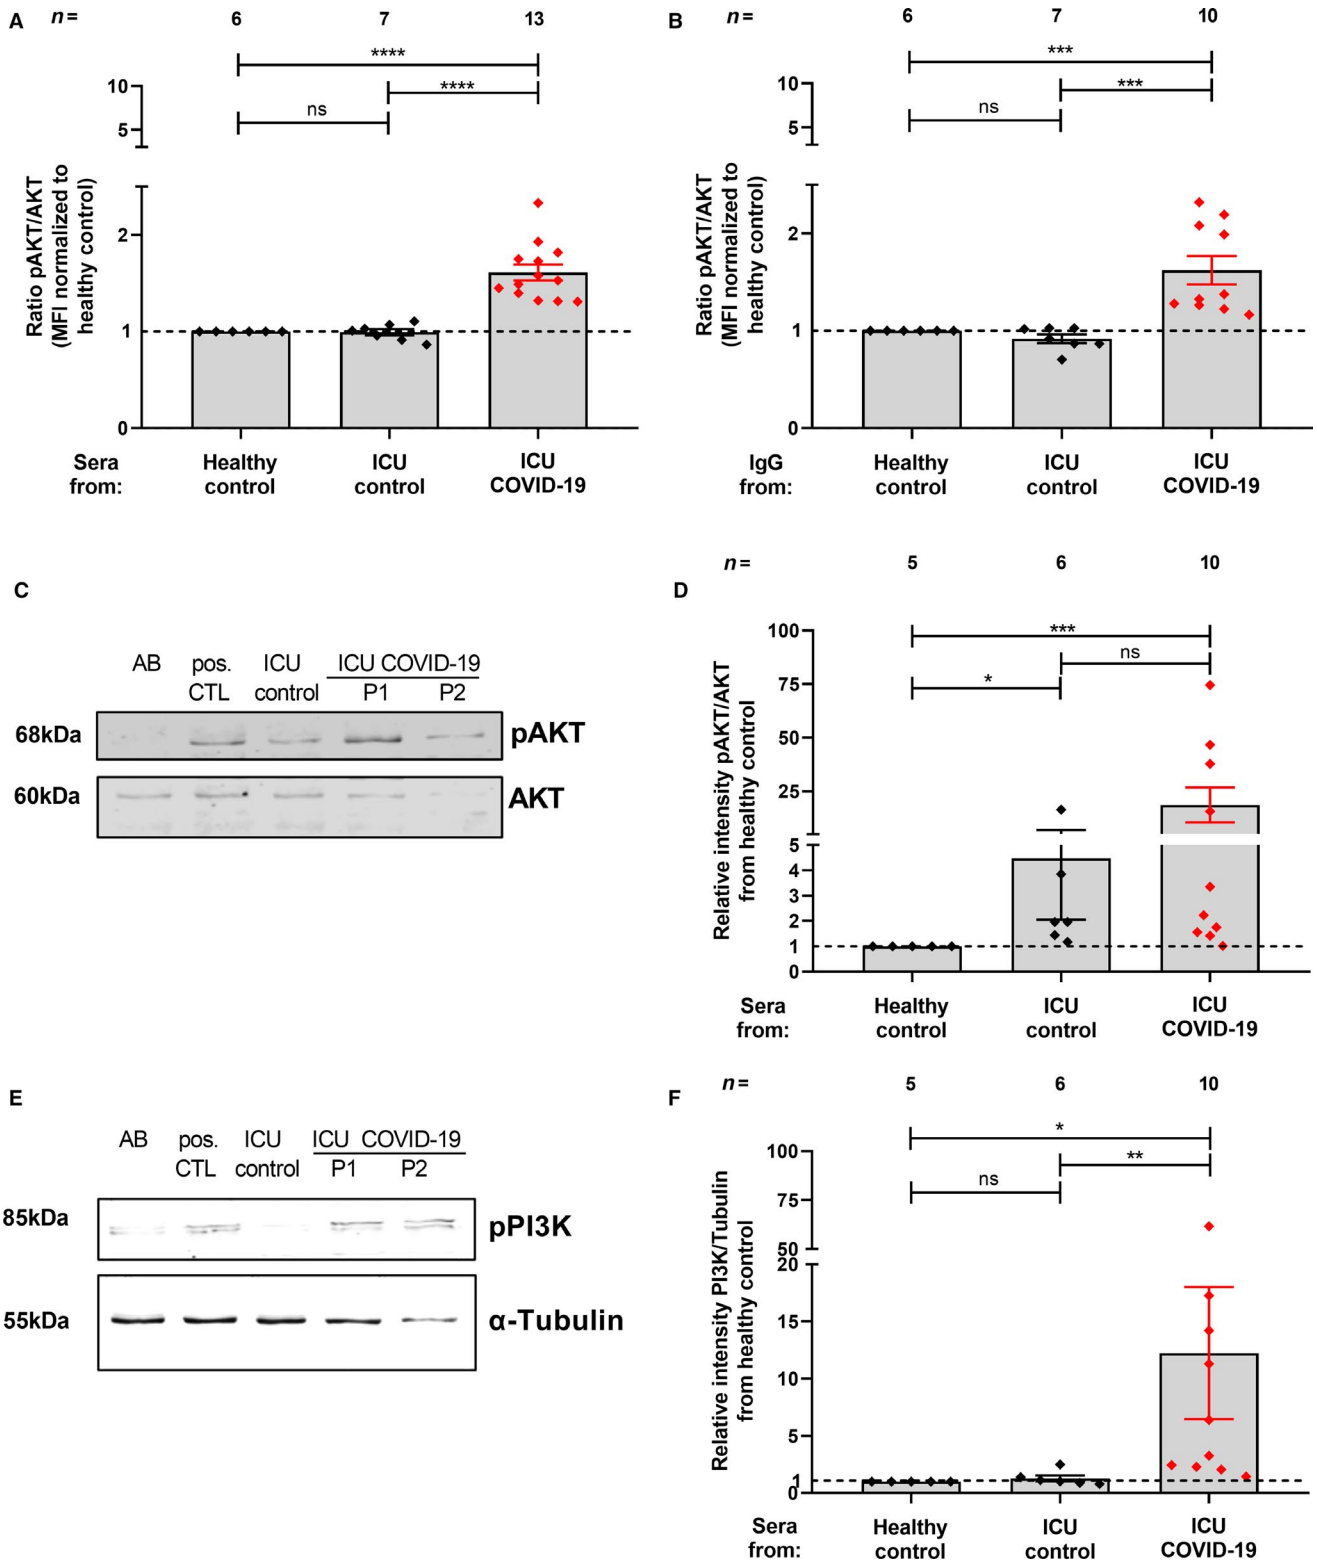 A
n = 6 7 13
****
****
ns
10
5
2
1
0
Ratio pAKT/AKT
(MFI normalized to
healthy control)
Sera
from:
Healthy
control
ICU
control
ICU
COVID-19
B
n = 6 7 10
***
***
ns
10
5
2
1
0
Ratio pAKT/AKT
(MFI normalized to
healthy control)
IgG
from:
Healthy
control
ICU
control
ICU
COVID-19
C
AB
pos.
CTL
ICU
control
ICU COVID-19
P1 P2
68kDa
pAKT
60kDa
AKT
D
n = 5 6 10
***
ns
*
100
75
50
25
5
4
3
2
1
0
Relative intensity pAKT/AKT
from healthy control
Sera
from:
Healthy
control
ICU
control
ICU
COVID-19
E
AB
pos.
CTL
ICU
control
ICU COVID-19
P1 P2
85kDa
pPI3K
55kDa
α-Tubulin
F
n = 5 6 10
*
**
ns
100
75
50
20
15
10
5
1
0
Relative intensity PI3K/Tubulin
from healthy control
Sera
from:
Healthy
control
ICU
control
ICU
COVID-19